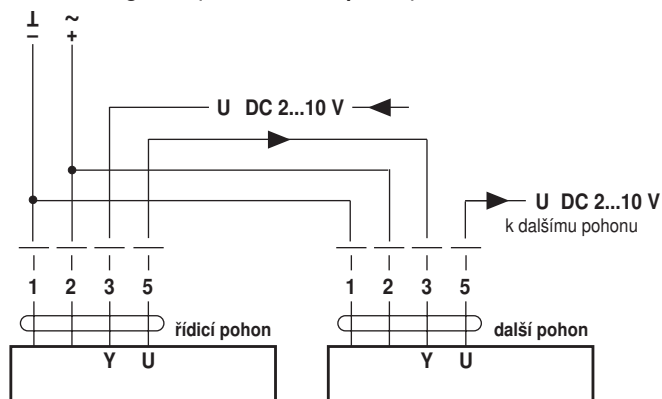 ⊥ ~
– +
U DC 2...10 V
U DC 2...10 V
k dalšímu pohonu
1 2 3 5
1 2 3 5
řídicí pohon
další pohon
Y U
Y U